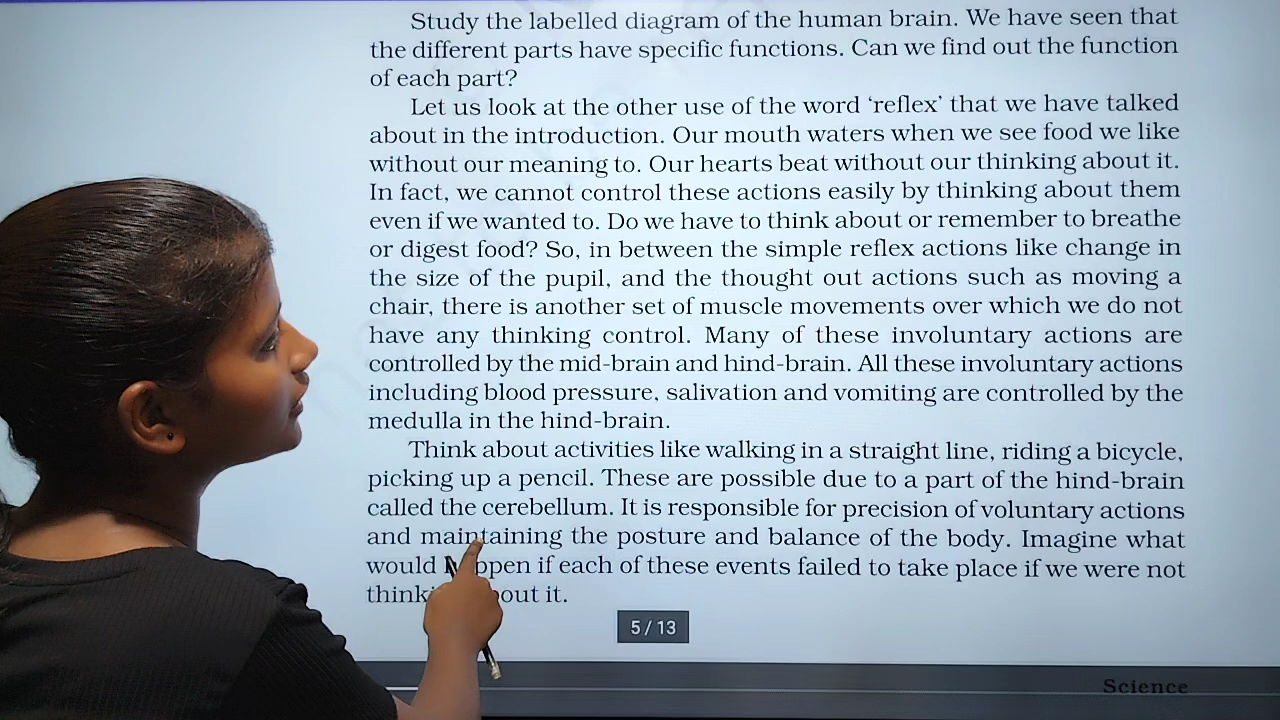 Study the labelled diagram of the human brain. We have seen that
the different parts have specific functions. Can we find out the function
of each part?
Let us look at the other use of the word ‘reflex’ that we have talked
about in the introduction. Our mouth waters when we see food we like
without our meaning to. Our hearts beat without our thinking about it.
In fact, we cannot control these actions easily by thinking about them
even if we wanted to. Do we have to think about or remember to breathe
or digest food? So, in between the simple reflex actions like change in
the size of the pupil, and the thought out actions such as moving a
chair, there is another set of muscle movements over which we do not
have any thinking control. Many of these involuntary actions are
controlled by the mid-brain and hind-brain. All these involuntary actions
including blood pressure, salivation and vomiting are controlled by the
medulla in the hind-brain.
Think about activities like walking in a straight line, riding a bicycle,
picking up a pencil. These are possible due to a part of the hind-brain
called the cerebellum. It is responsible for precision of voluntary actions
and maintaining the posture and balance of the body. Imagine what
would if each of these events failed to take place if we were not
it.
5 / 13
Science